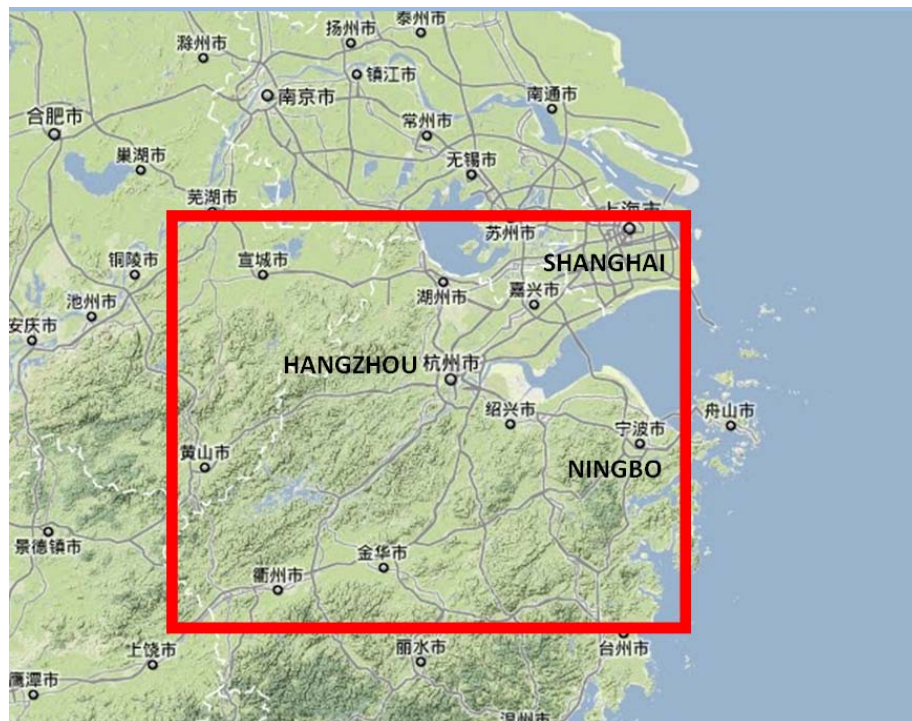 泰州市
扬州市
滁州市
镇江市
南京市
南通市
合肥市
常州市
巢湖市
无锡市
芜湖市
上海市
苏州市
铜陵市
宣城市
SHANGHAI
湖州市
嘉兴市
池州市
安庆市
HANGZHOU
杭州市
绍兴市
舟山市
宁波市
黄山市
NINGBO
景德镇市
金华市
衢州市
上饶市
丽水市
台州市
鹰潭市
温州市